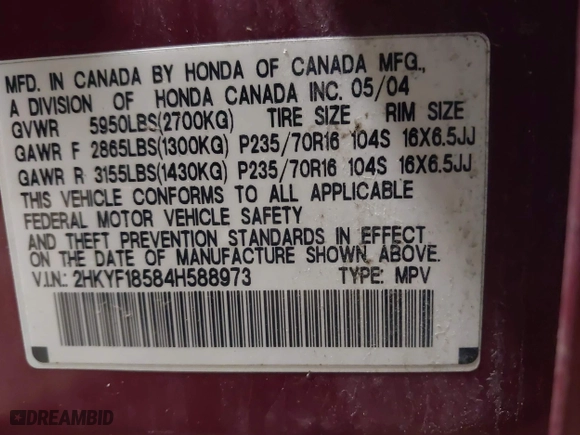 MFD. IN CANADA BY HONDA OF CANADA MFG.,
A DIVISION OF HONDA CANADA INC. 05/04
GVWR 5950LBS(2700KG) TIRE SIZE RIM SIZE
GAWR F 2865LBS(1300KG) P235/70R16 104S 16X6.5JJ
GAWR R 3155LBS(1430KG) P235/70R16 104S 16X6.5JJ
THIS VEHICLE CONFORMS TO ALL APPLICABLE
FEDERAL MOTOR VEHICLE SAFETY
AND THEFT PREVENTION STANDARDS IN EFFECT
ON THE DATE OF MANUFACTURE SHOWN ABOVE.
V.I.N.: 2HKYF18584H588973 TYPE: MPV
DREAMBID